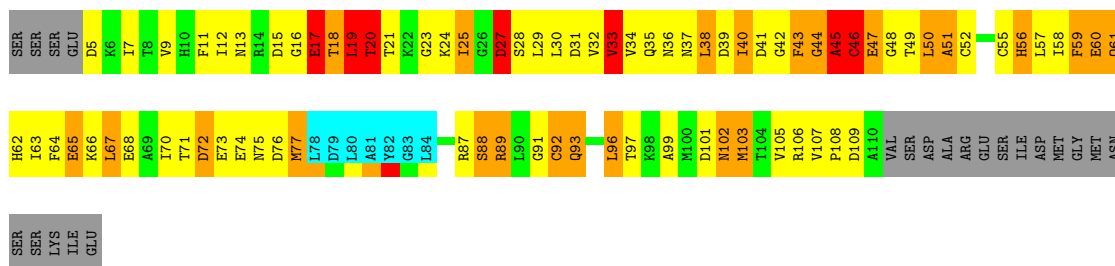 SER SER SER GLU D5 K6 I7 T8 V9 H10 F11 I12 N13 R14 D15 G16 E17 T18 L19 T20 T21 K22 G23 K24 I25 G26 D27 S28 L29 L30 D31 V32 V33 V34 Q35 N36 N37 L38 D39 I40 D41 G42 F43 G44 A45 C46 E47 G48 T49 L50 A51 C52 C55 H56 L57 I58 F59 E60 Q61
H62 I63 F64 E65 K66 L67 E68 A69 I70 T71 D72 E73 E74 N75 D76 M77 L78 D79 L80 A81 Y82 G83 L84 R87 S88 R89 L90 G91 C92 Q93 L96 T97 K98 A99 M100 D101 N102 M103 T104 V105 R106 V107 P108 D109 A110 VAL SER ASP ALA ARG GLU SER ILE ASP MET GLY MET ASN
SER SER LYS ILE GLU